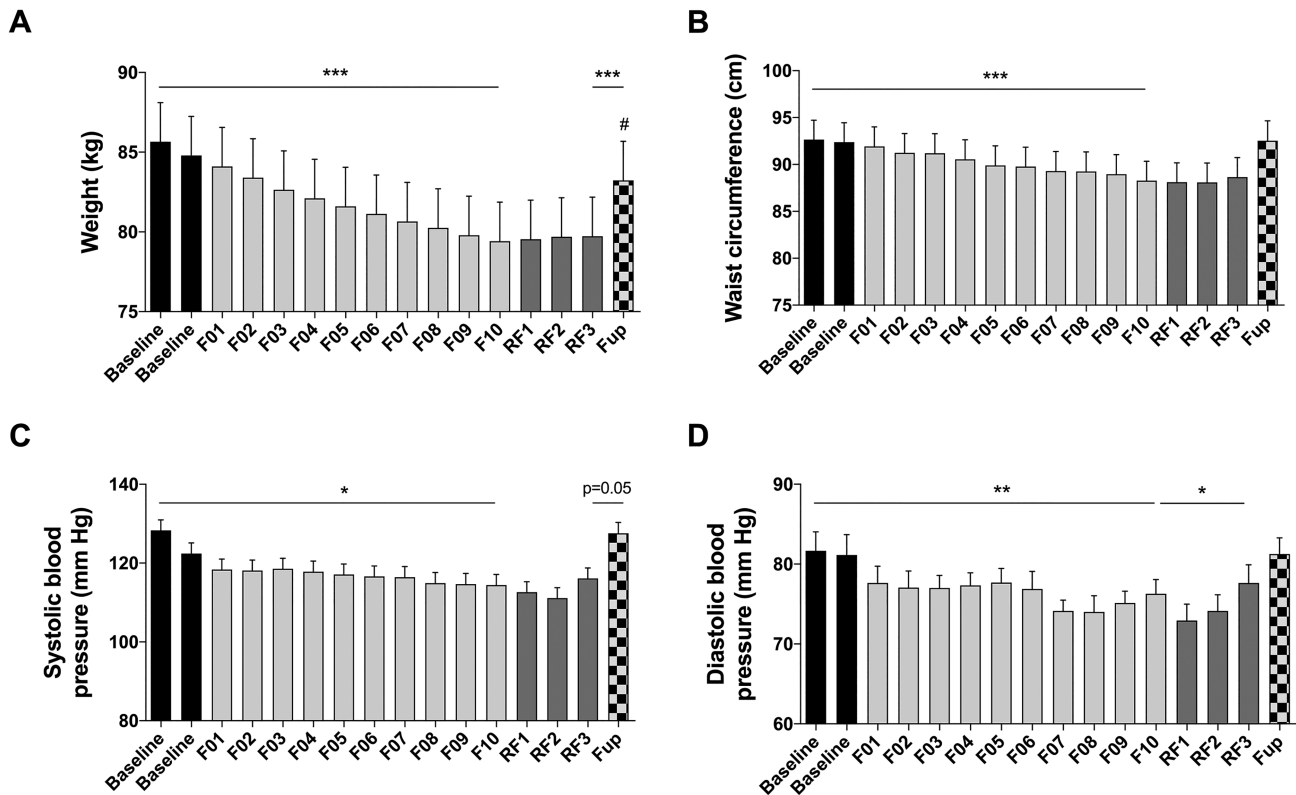 A
Weight (kg)
90
85
80
75
***
***
#
Baseline
Baseline
F01
F02
F03
F04
F05
F06
F07
F08
F09
F10
RF1
RF2
RF3
Fup
B
Waist circumference (cm)
100
95
90
85
80
75
***
Baseline
Baseline
F01
F02
F03
F04
F05
F06
F07
F08
F09
F10
RF1
RF2
RF3
Fup
C
Systolic blood
pressure (mm Hg)
140
120
100
80
*
p=0.05
Baseline
Baseline
F01
F02
F03
F04
F05
F06
F07
F08
F09
F10
RF1
RF2
RF3
Fup
D
Diastolic blood
pressure (mm Hg)
90
80
70
60
**
*
Baseline
Baseline
F01
F02
F03
F04
F05
F06
F07
F08
F09
F10
RF1
RF2
RF3
Fup